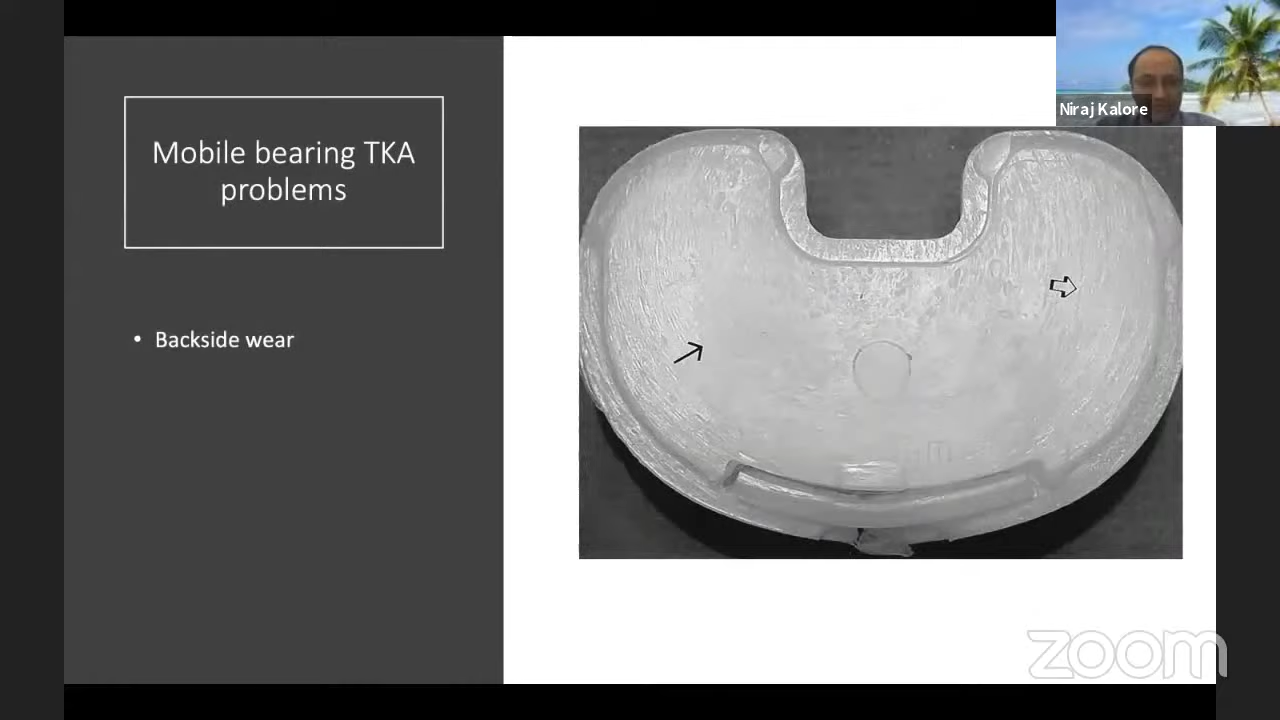 Mobile bearing TKA
problems
• Backside wear
Niraj Kalore
zoom